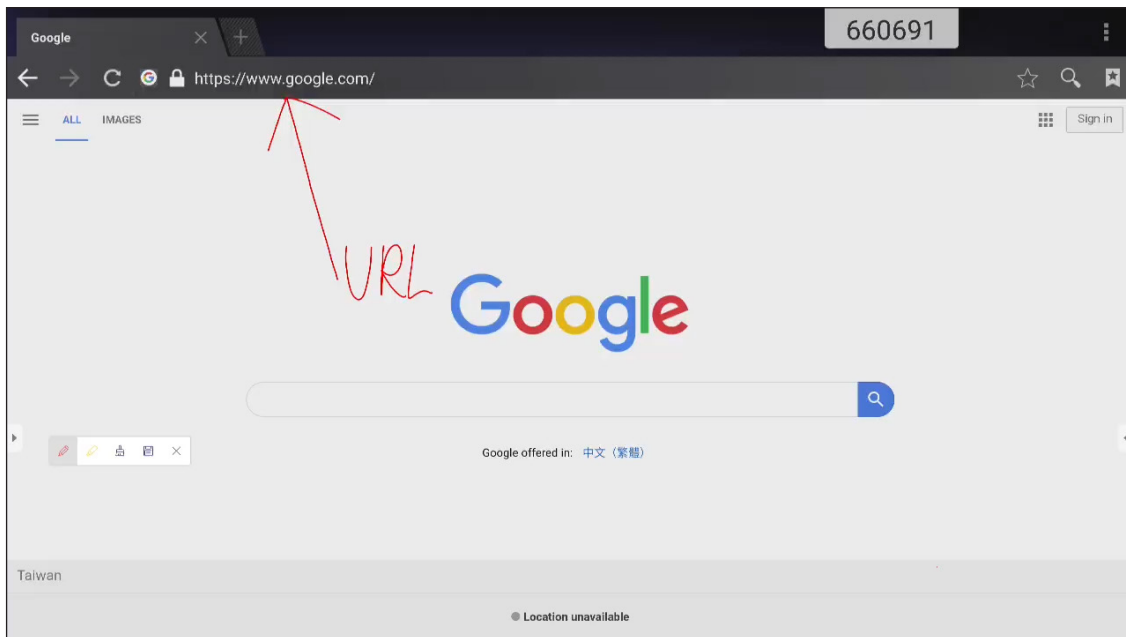 Google
660691
https://www.google.com/
ALL IMAGES
Sign in
URL
Google
Google offered in: 中文（繁體）
Taiwan
Location unavailable